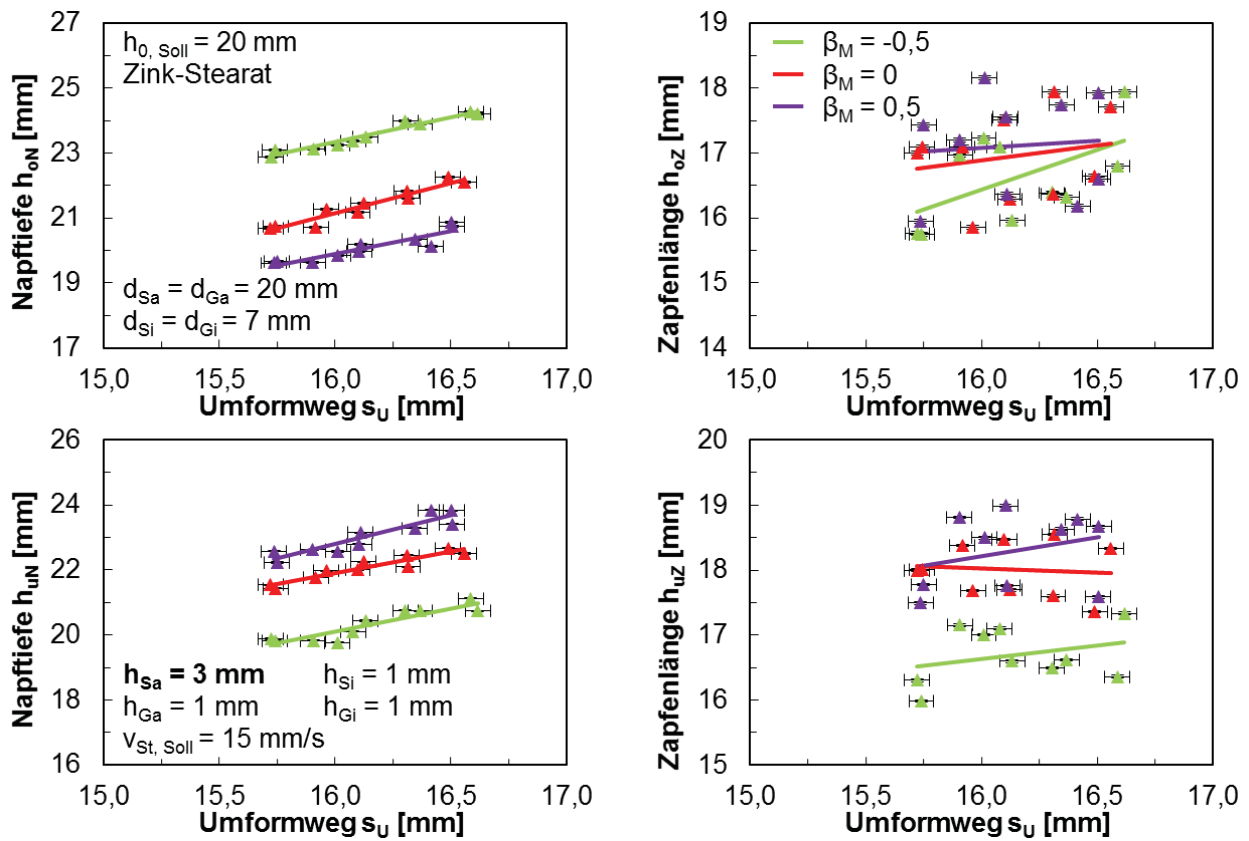 27
25
23
21
19
17
Napftiefe hoN [mm]
h0, Soll = 20 mm
Zink-Stearat
dSa = dGa = 20 mm
dSi = dGi = 7 mm
15,0 15,5 16,0 16,5 17,0
Umformweg sU [mm]
19
18
17
16
15
14
Zapfenlänge hoZ [mm]
βM = -0,5
βM = 0
βM = 0,5
15,0 15,5 16,0 16,5 17,0
Umformweg sU [mm]
26
24
22
20
18
16
Napftiefe huN [mm]
hSa = 3 mm hSi = 1 mm
hGa = 1 mm hGi = 1 mm
vSt, Soll = 15 mm/s
15,0 15,5 16,0 16,5 17,0
Umformweg sU [mm]
20
19
18
17
16
15
Zapfenlänge huZ [mm]
15,0 15,5 16,0 16,5 17,0
Umformweg sU [mm]